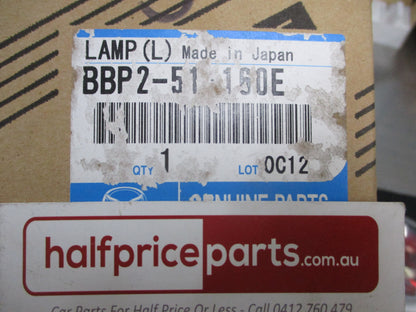 LAMP (L) Made in Japan
BBP2-51-160E
QTY 1 LOT 0C12
GENUINE PARTS
halfpriceparts.com.au
Car Parts For Half Price Or Less - Call 0412 760 479